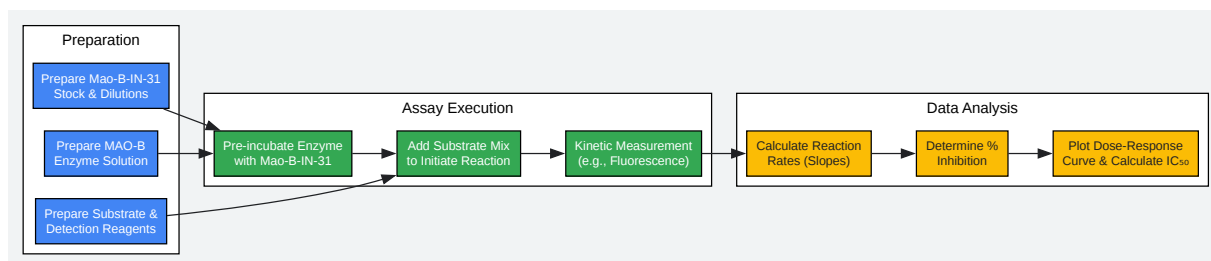 Preparation
Prepare Mao-B-IN-31
Stock & Dilutions
Prepare MAO-B
Enzyme Solution
Prepare Substrate &
Detection Reagents
Assay Execution
Pre-incubate Enzyme
with Mao-B-IN-31
Add Substrate Mix
to Initiate Reaction
Kinetic Measurement
(e.g., Fluorescence)
Data Analysis
Calculate Reaction
Rates (Slopes)
Determine %
Inhibition
Plot Dose-Response
Curve & Calculate IC₅₀